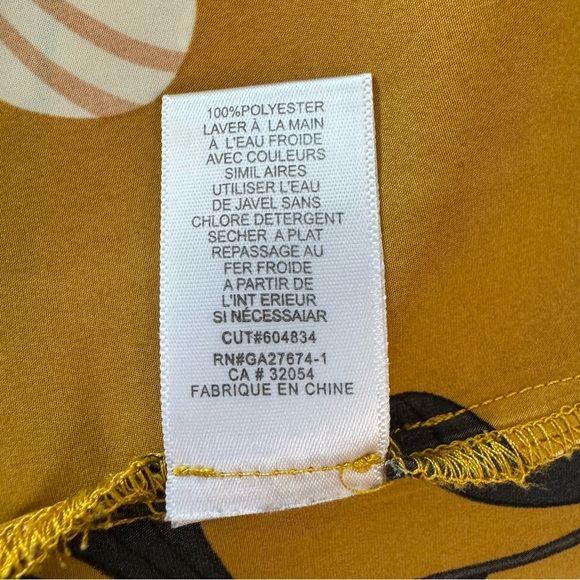 100%POLYESTER
LAVER À LA MAIN
À L'EAU FROIDE
AVEC COULEURS
SIMILAIRES
UTILISER L'EAU
DE JAVEL SANS
CHLORE DETERGENT
SECHER A PLAT
REPASSAGE AU
FER FROIDE
A PARTIR DE
L'INT ERIEUR
SI NÉCESSAIAR
CUT#604834
RN#GA27674-1
CA # 32054
FABRIQUE EN CHINE